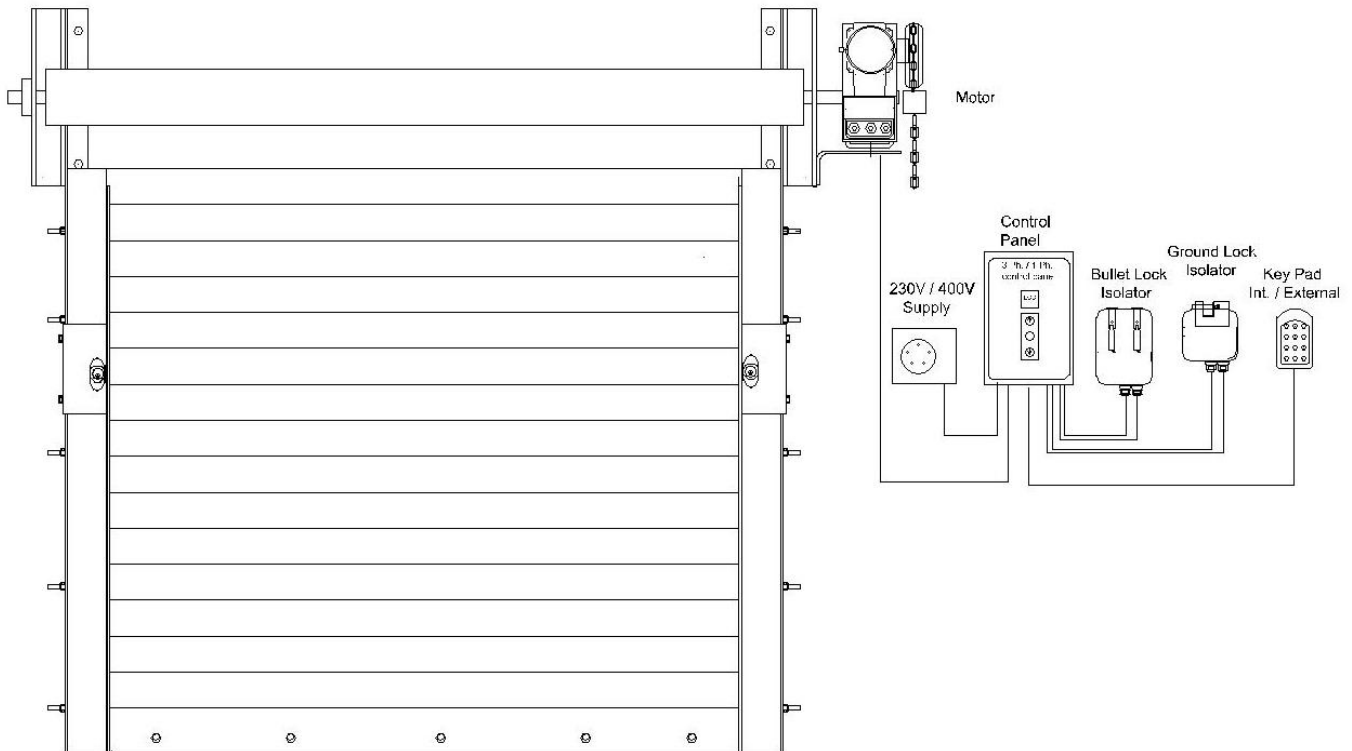 Motor
Control
Panel
3 Ph. / 1 Ph.
control panel
230V / 400V
Supply
Bullet Lock
Isolator
Ground Lock
Isolator
Key Pad
Int. / External